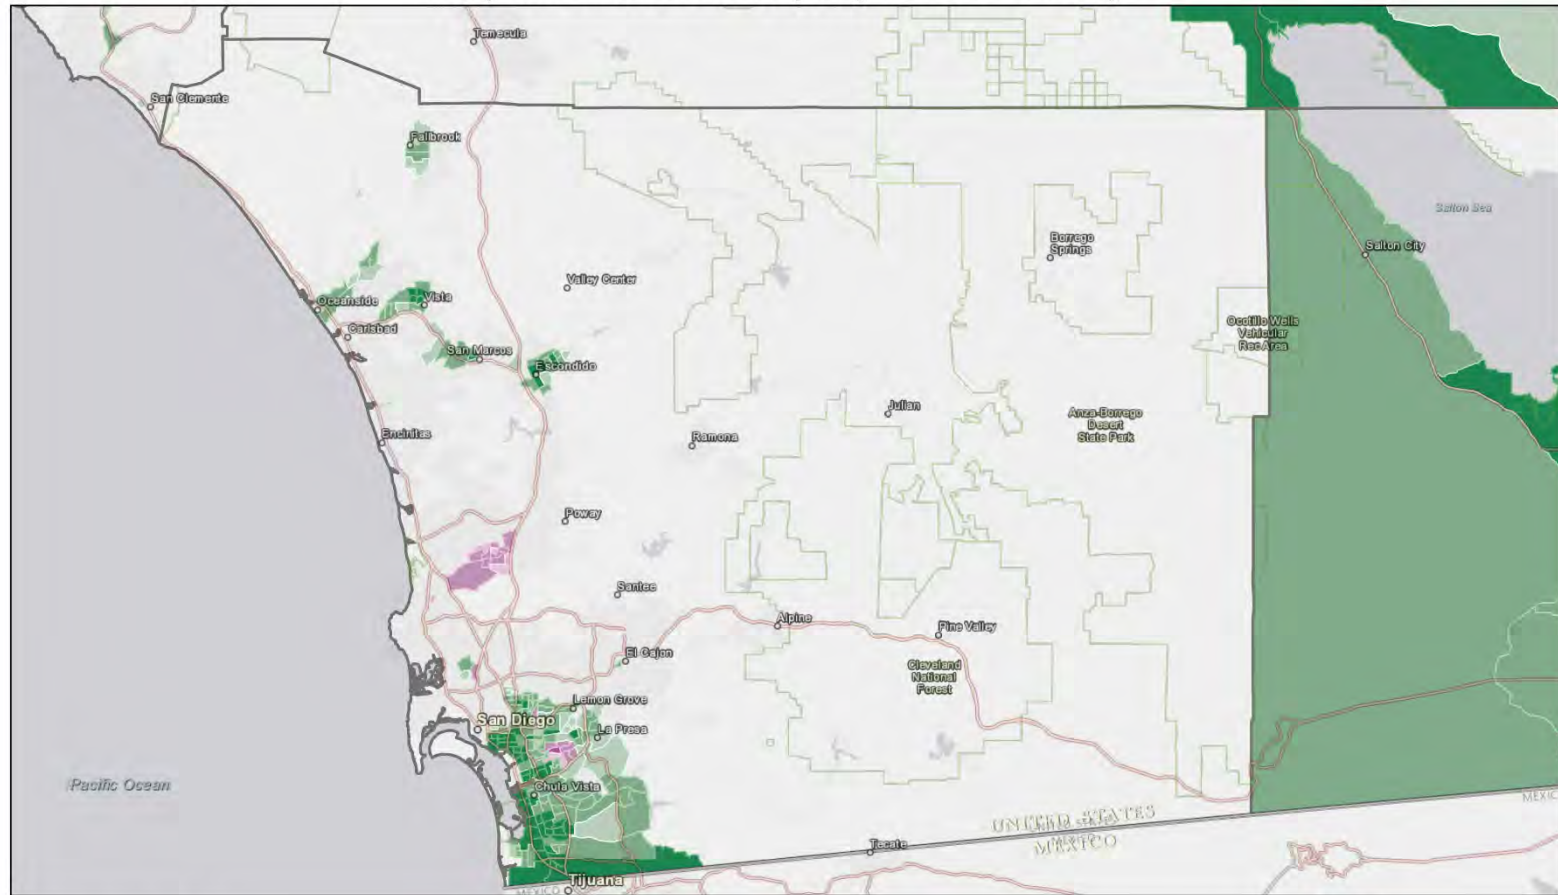 Temecula
San Clemente
Fallbrook
Salton Sea
Borrego
Springs
Salton City
Valley Center
Oceanside
Vista
Carlsbad
Ocotillo Wells
Vehicular
Rec Area
San Marcos
Escondido
Julian
Anza-Borrego
Desert
State Park
Encinitas
Ramona
Poway
Santee
Alpine
Pine Valley
El Cajon
Cleveland
National
Forest
Lemon Grove
San Diego
La Presa
Pacific Ocean
Chula Vista
MEXICO
UNITED STATES
MEXICO
Tecate
Tijuana
MEXICO